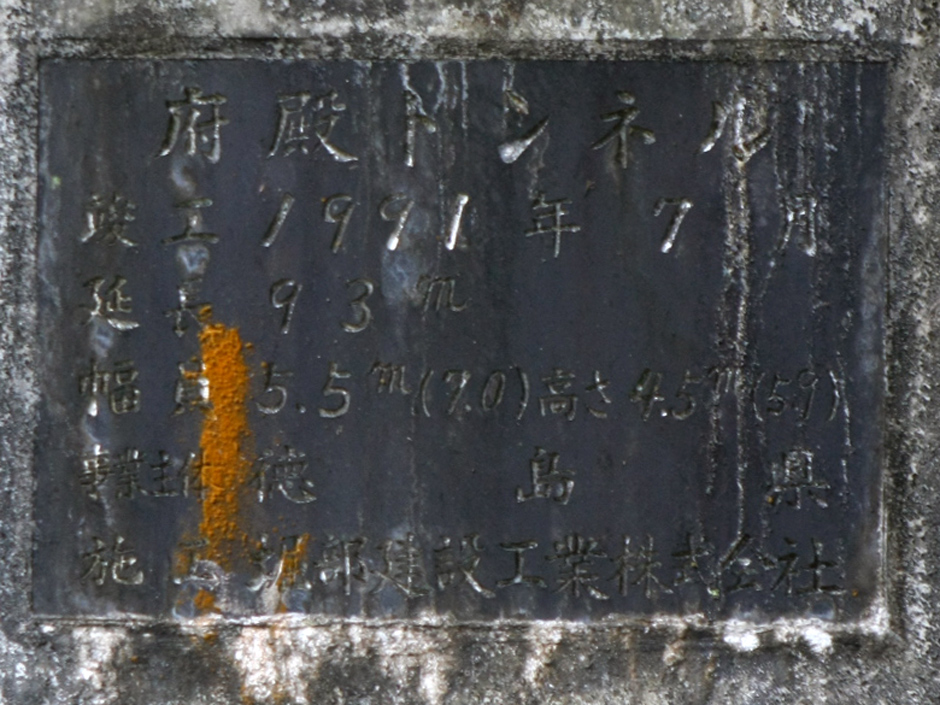 府殿トンネル
竣工 1991年7月
延長 93m
幅員 5.5m(7.0)高さ4.5m(5.9)
事業主体 徳島県
施工 部建設工業株式会社